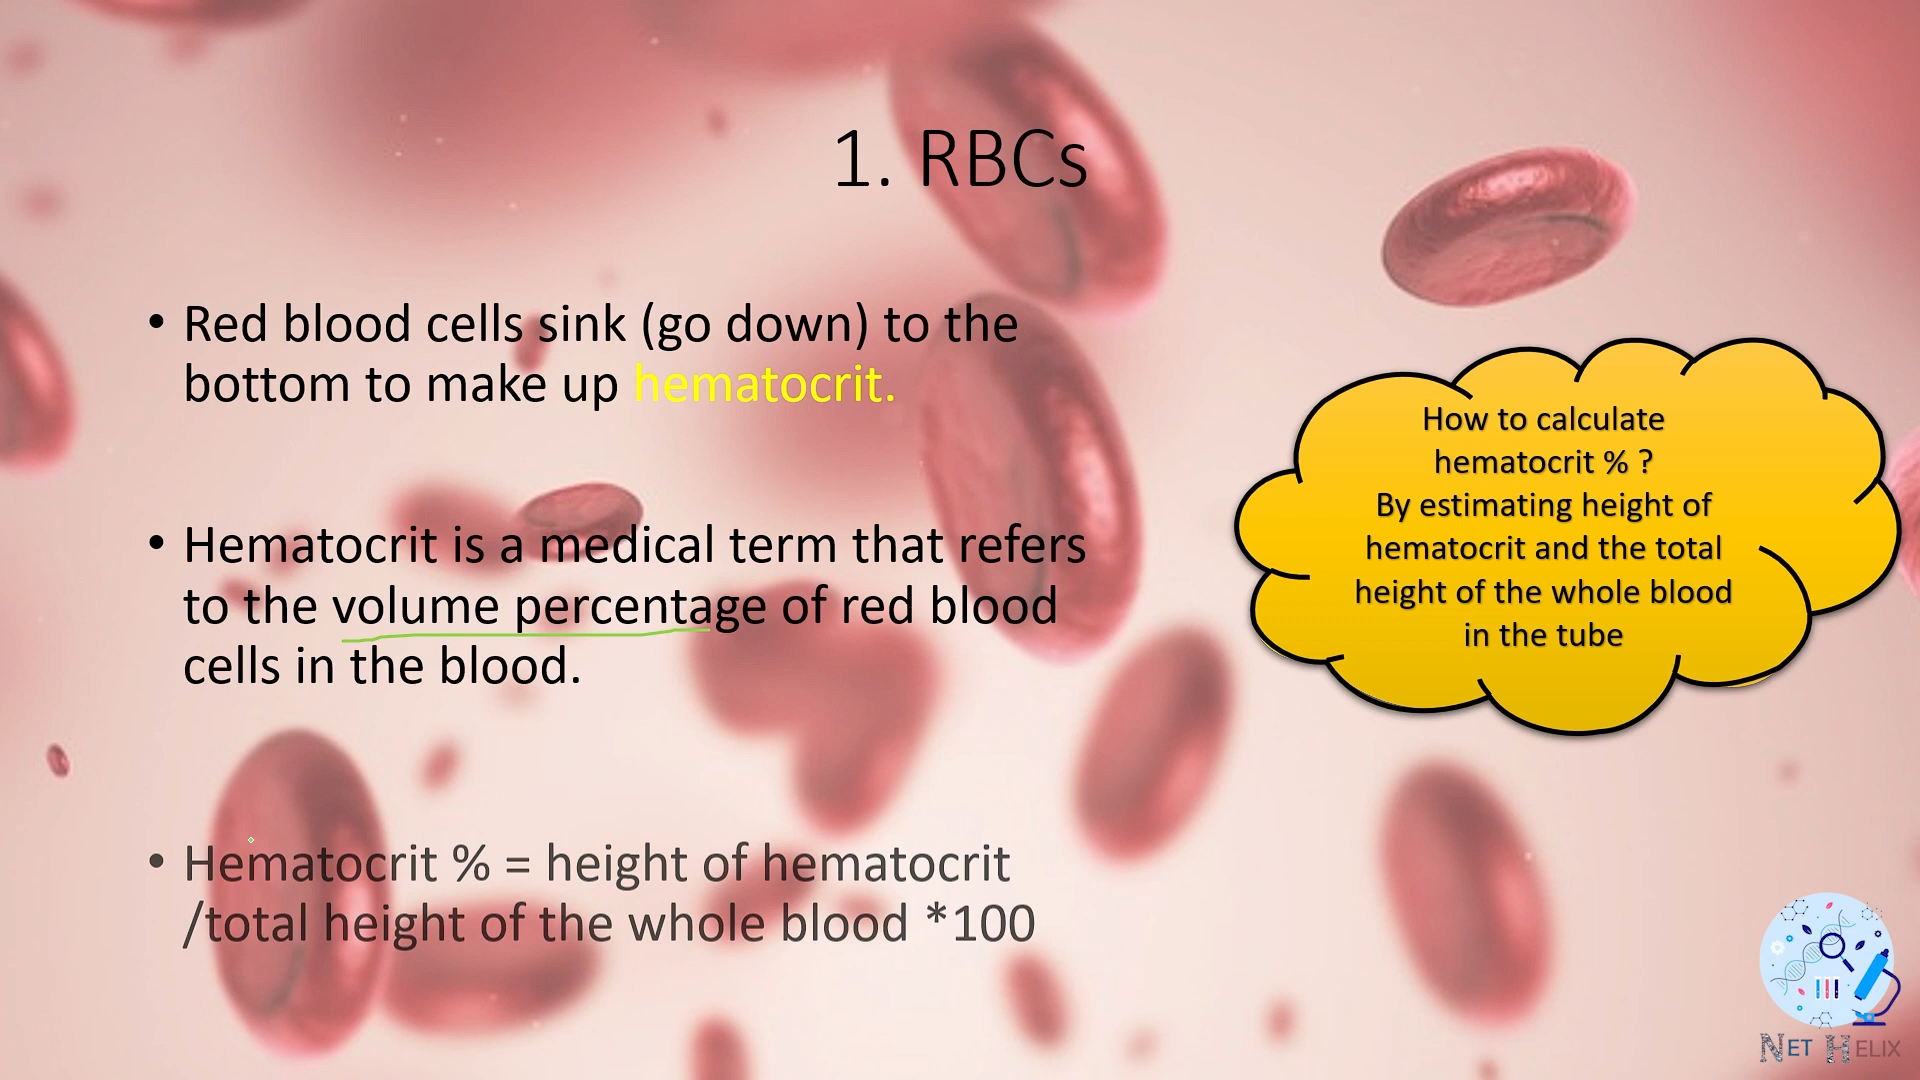 1. RBCs
• Red blood cells sink (go down) to the
bottom to make up hematocrit.
• Hematocrit is a medical term that refers
to the volume percentage of red blood
cells in the blood.
• Hematocrit % = height of hematocrit
/total height of the whole blood *100
How to calculate
hematocrit % ?
By estimating height of
hematocrit and the total
height of the whole blood
in the tube
NET HELIX